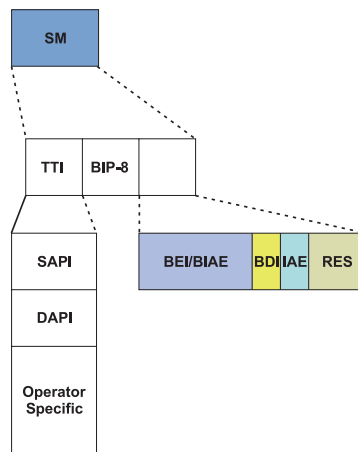 SM
TTI
BIP-8
SAPI
BEI/BIAE
BDI
IAE
RES
DAPI
Operator
Specific